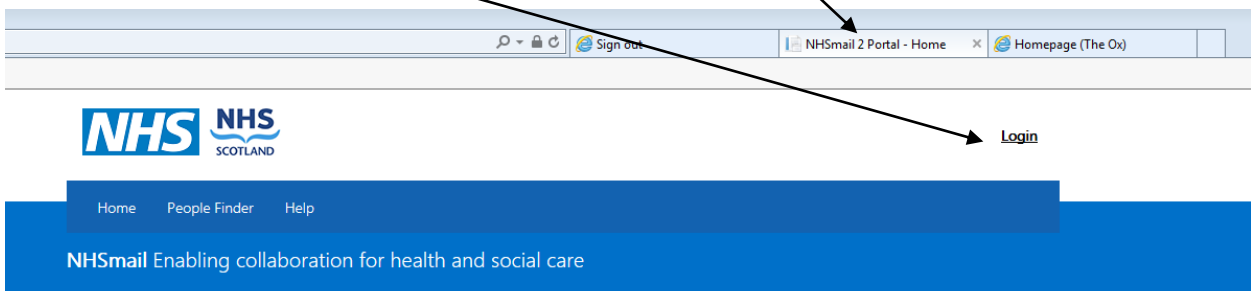 Sign out
NHSmail 2 Portal - Home
Homepage (The Ox)
NHS
NHS
SCOTLAND
Login
Home People Finder Help
NHSmail Enabling collaboration for health and social care